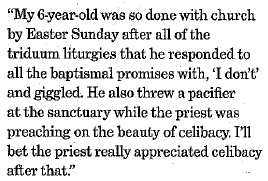 “My 6-year-old was so done with church
by Easter Sunday after all of the
triduum liturgies that he responded to
all the baptismal promises with, ‘I don’t’
and giggled. He also threw a pacifier
at the sanctuary while the priest was
preaching on the beauty of celibacy. I’ll
bet the priest really appreciated celibacy
after that.”